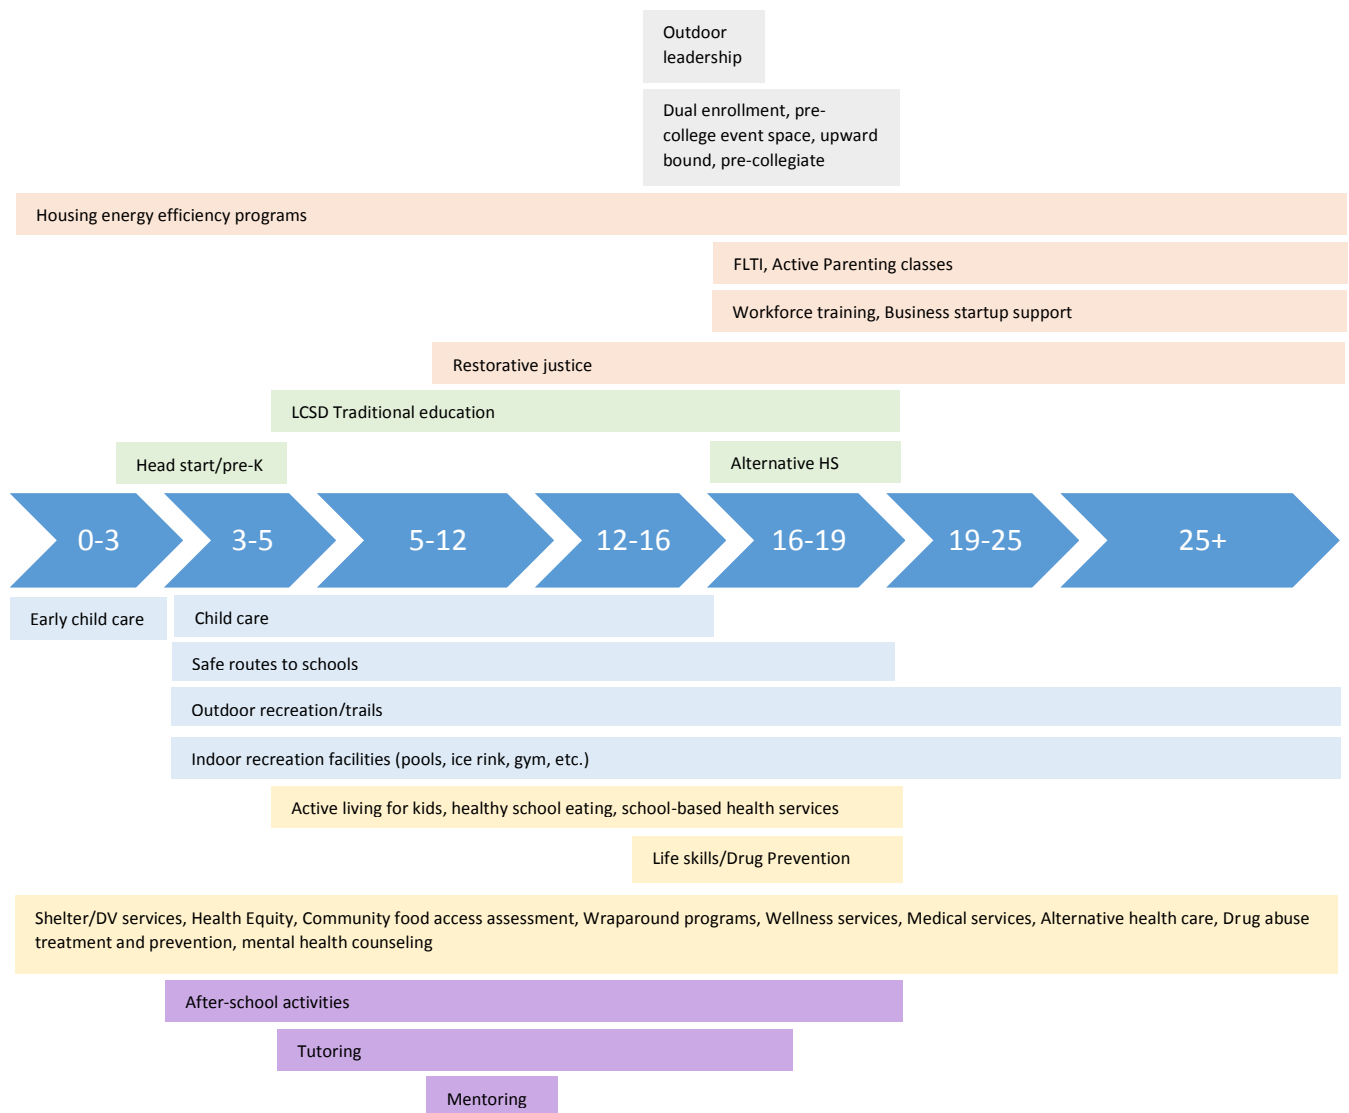 Outdoor
leadership
Dual enrollment, pre-
college event space, upward
bound, pre-collegiate
Housing energy efficiency programs
FLTI, Active Parenting classes
Workforce training, Business startup support
Restorative justice
LCSD Traditional education
Head start/pre-K
Alternative HS
0-3
3-5
5-12
12-16
16-19
19-25
25+
Early child care
Child care
Safe routes to schools
Outdoor recreation/trails
Indoor recreation facilities (pools, ice rink, gym, etc.)
Active living for kids, healthy school eating, school-based health services
Life skills/Drug Prevention
Shelter/DV services, Health Equity, Community food access assessment, Wraparound programs, Wellness services, Medical services, Alternative health care, Drug abuse
treatment and prevention, mental health counseling
After-school activities
Tutoring
Mentoring